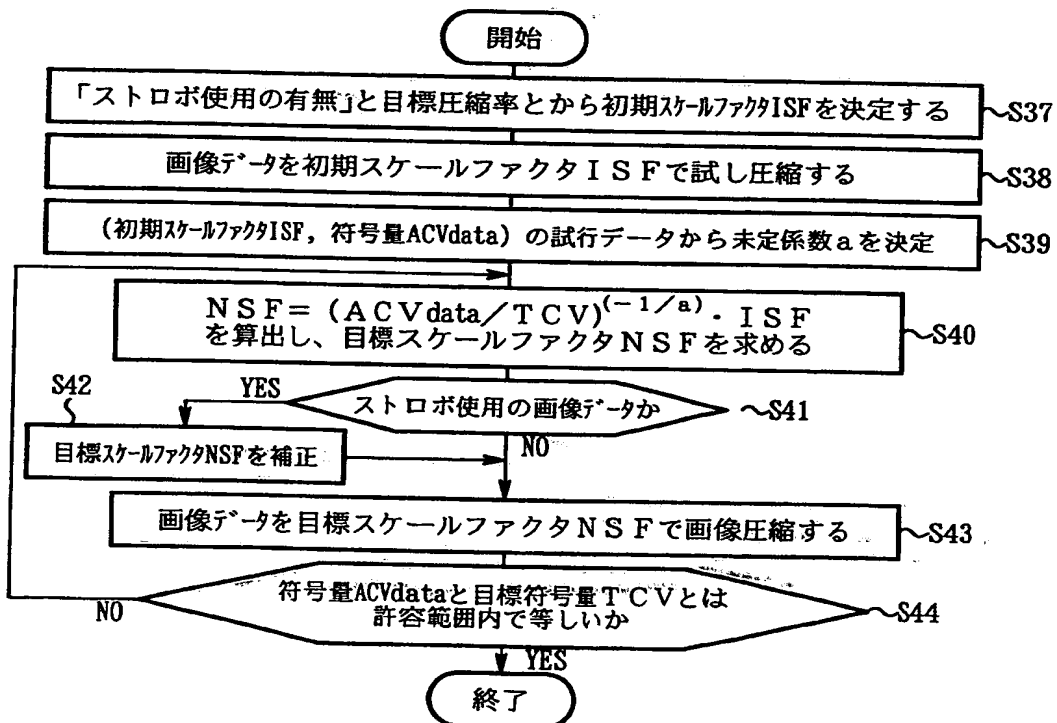 開始
「ストロボ使用の有無」と目標圧縮率とから初期スケールファクタISFを決定する
S37
画像データを初期スケールファクタISFで試し圧縮する
S38
(初期スケールファクタISF, 符号量ACVdata) の試行データから未定係数aを決定
S39
NSF=(ACVdata/TCV)^(-1/a)・ISF
を算出し、目標スケールファクタNSFを求める
S40
S42
YES
ストロボ使用の画像データか
S41
目標スケールファクタNSFを補正
NO
画像データを目標スケールファクタNSFで画像圧縮する
S43
符号量ACVdataと目標符号量TCVとは
許容範囲内で等しいか
NO
S44
YES
終了